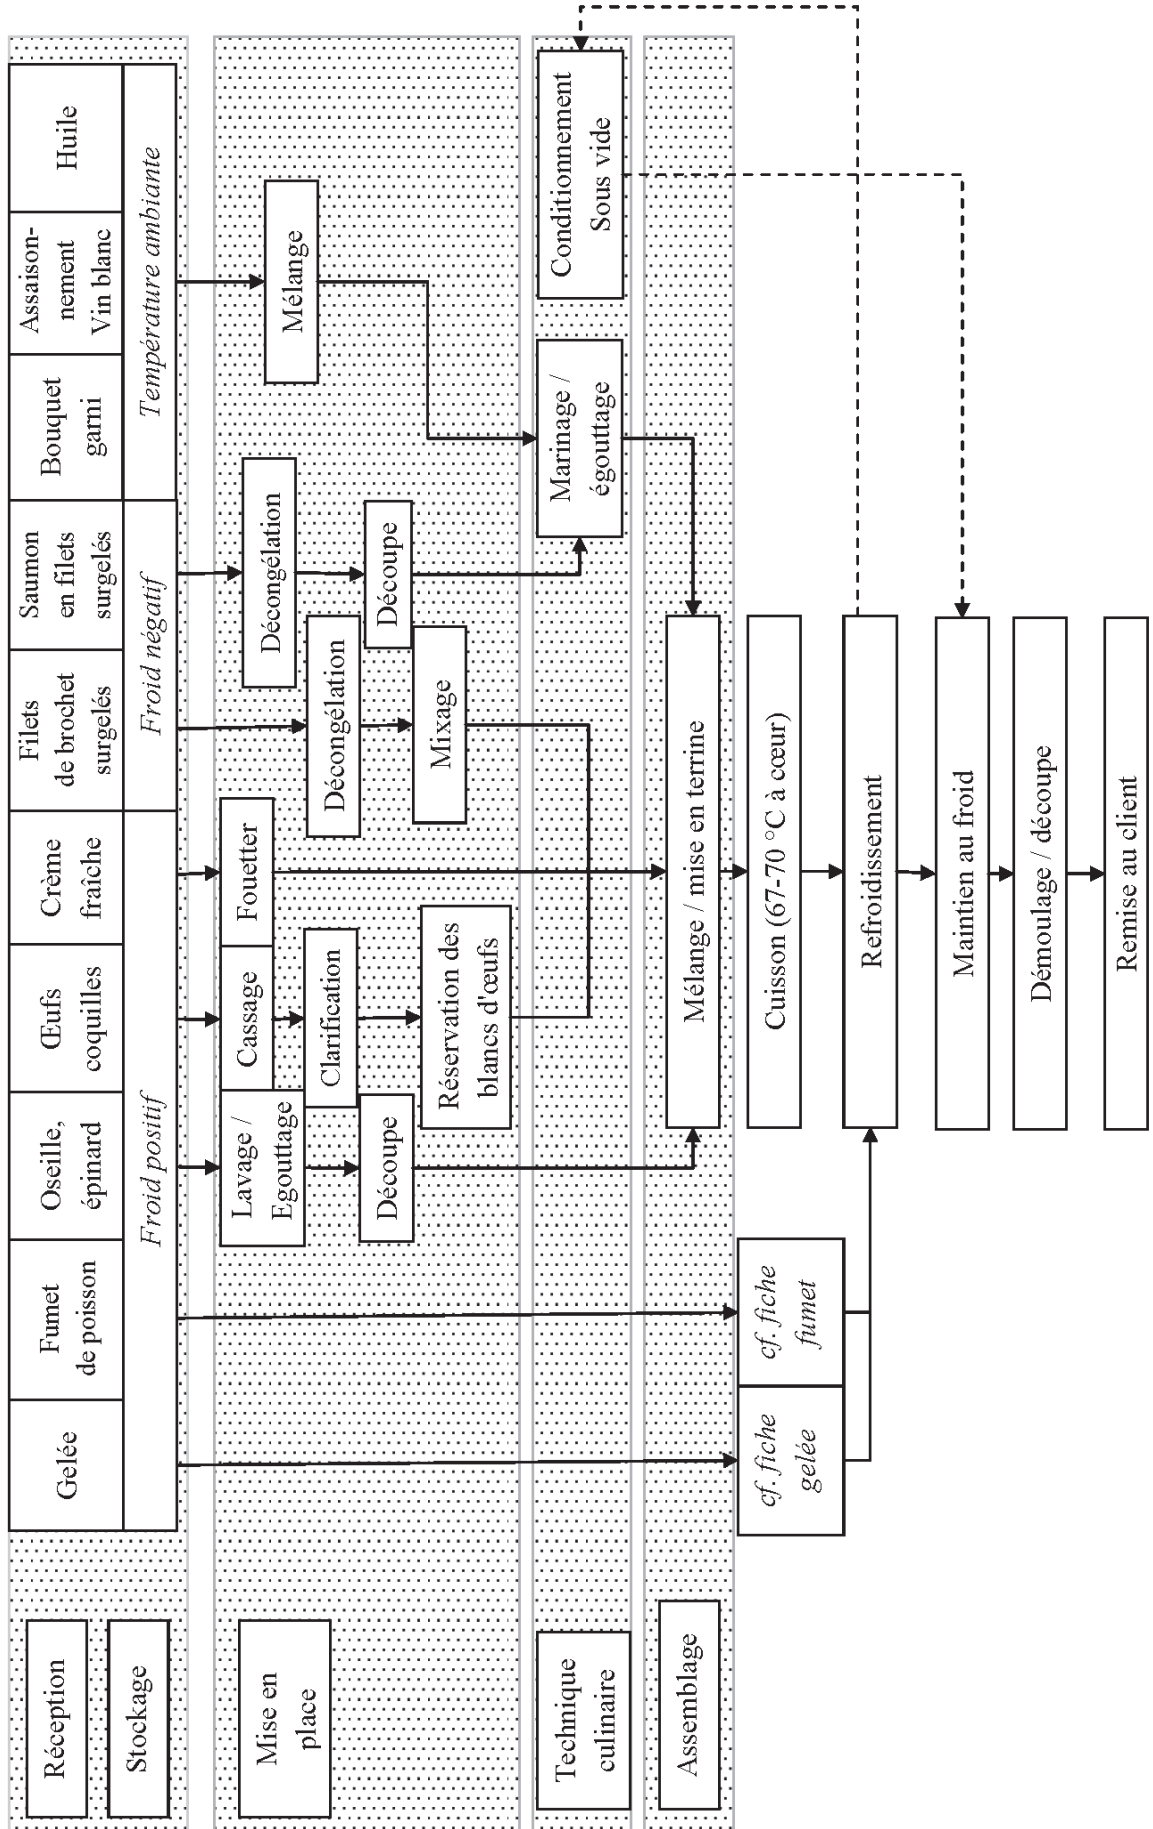 Réception
Stockage
Gelée
Fumet
de poisson
Oseille,
épinard
Œufs
coquilles
Crème
fraîche
Filets
de brochet
surgelés
Saumon
en filets
surgelés
Bouquet
garni
Assaison-
nement
Vin blanc
Huile
Froid positif
Froid négatif
Température ambiante
Mise en
place
Lavage /
Egouttage
Cassage
Fouetter
Décongélation
Mélange
Clarification
Décongélation
Découpe
Découpe
Réservation des
blancs d'œufs
Mixage
Technique
culinaire
Marinage /
égouttage
Conditionnement
Sous vide
Assemblage
Mélange / mise en terrine
cf. fiche
gelée
cf. fiche
fumet
Cuisson (67-70 °C à cœur)
Refroidissement
Maintien au froid
Démoulage / découpe
Remise au client